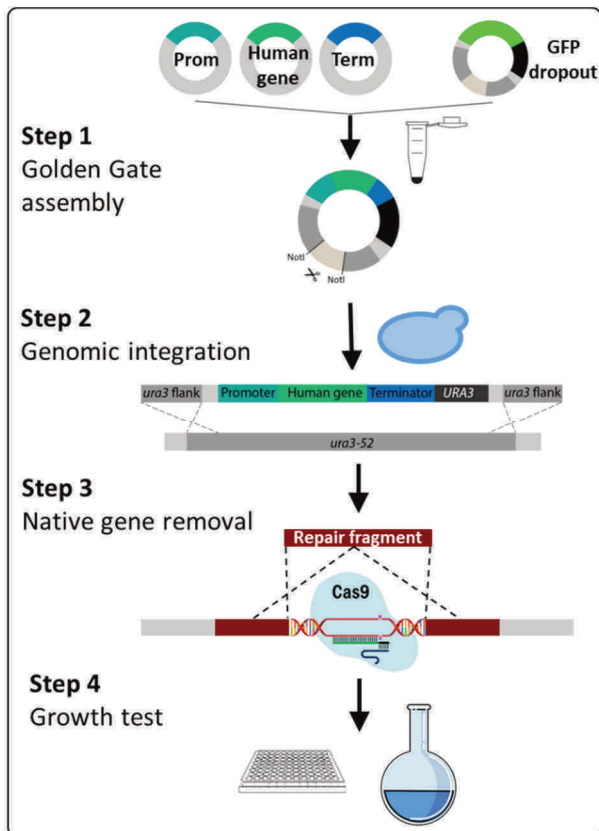 Prom
Human
gene
Term
GFP
dropout
Step 1
Golden Gate
assembly
NotI
NotI
Step 2
Genomic integration
ura3 flank
Promoter
Human gene
Terminator
URA3
ura3 flank
ura3-52
Step 3
Native gene removal
Repair fragment
Cas9
Step 4
Growth test